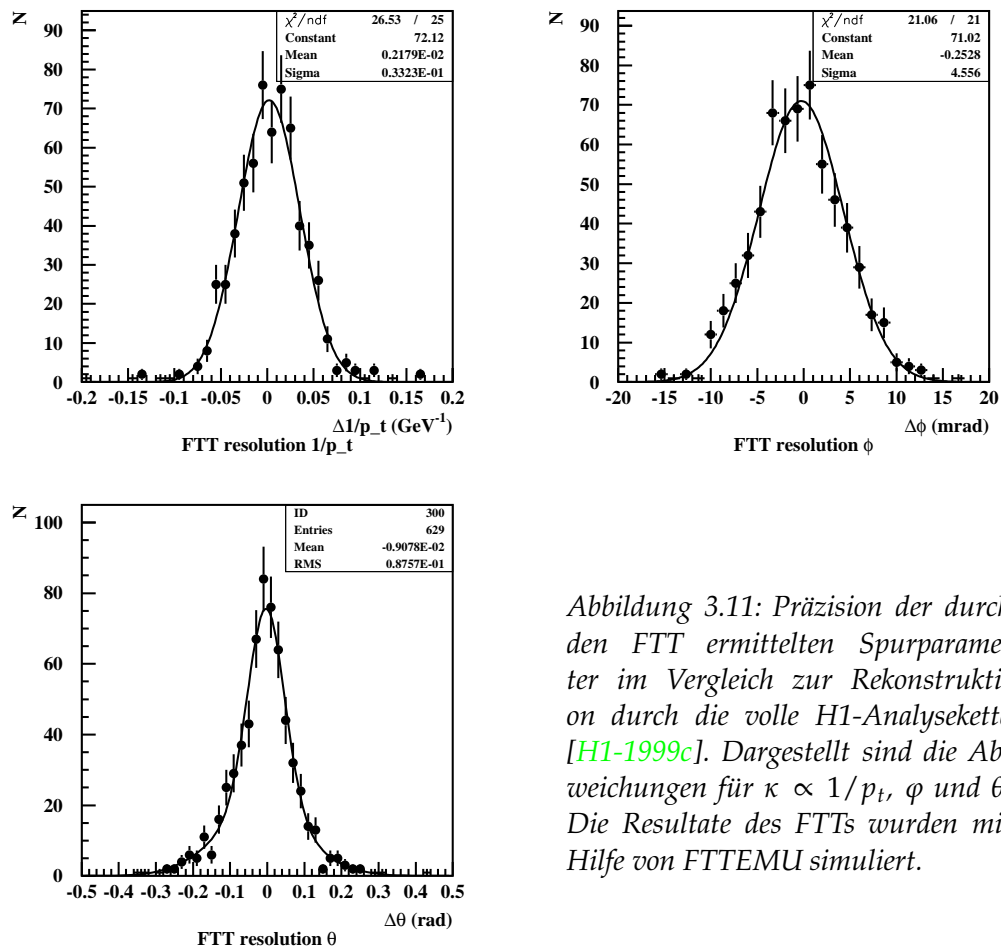 N
χ²/ndf 26.53 / 25
Constant 72.12
Mean 0.2179E-02
Sigma 0.3323E-01
90
80
70
60
50
40
30
20
10
0
-0.2 -0.15 -0.1 -0.05 0 0.05 0.1 0.15 0.2
Δ1/p_t (GeV⁻¹)
FTT resolution 1/p_t
N
χ²/ndf 21.06 / 21
Constant 71.02
Mean -0.2528
Sigma 4.556
90
80
70
60
50
40
30
20
10
0
-20 -15 -10 -5 0 5 10 15 20
Δϕ (mrad)
FTT resolution ϕ
N
ID 300
Entries 629
Mean -0.9078E-02
RMS 0.8757E-01
100
80
60
40
20
0
-0.5 -0.4 -0.3 -0.2 -0.1 0 0.1 0.2 0.3 0.4 0.5
Δθ (rad)
FTT resolution θ
Abbildung 3.11: Präzision der durch
den FTT ermittelten Spurparame
ter im Vergleich zur Rekonstrukti
on durch die volle H1-Analysekette
[H1-1999c]. Dargestellt sind die Ab
weichungen für κ ∝ 1/pₜ, φ und θ
Die Resultate des FTTs wurden mi
Hilfe von FTTEMU simuliert.